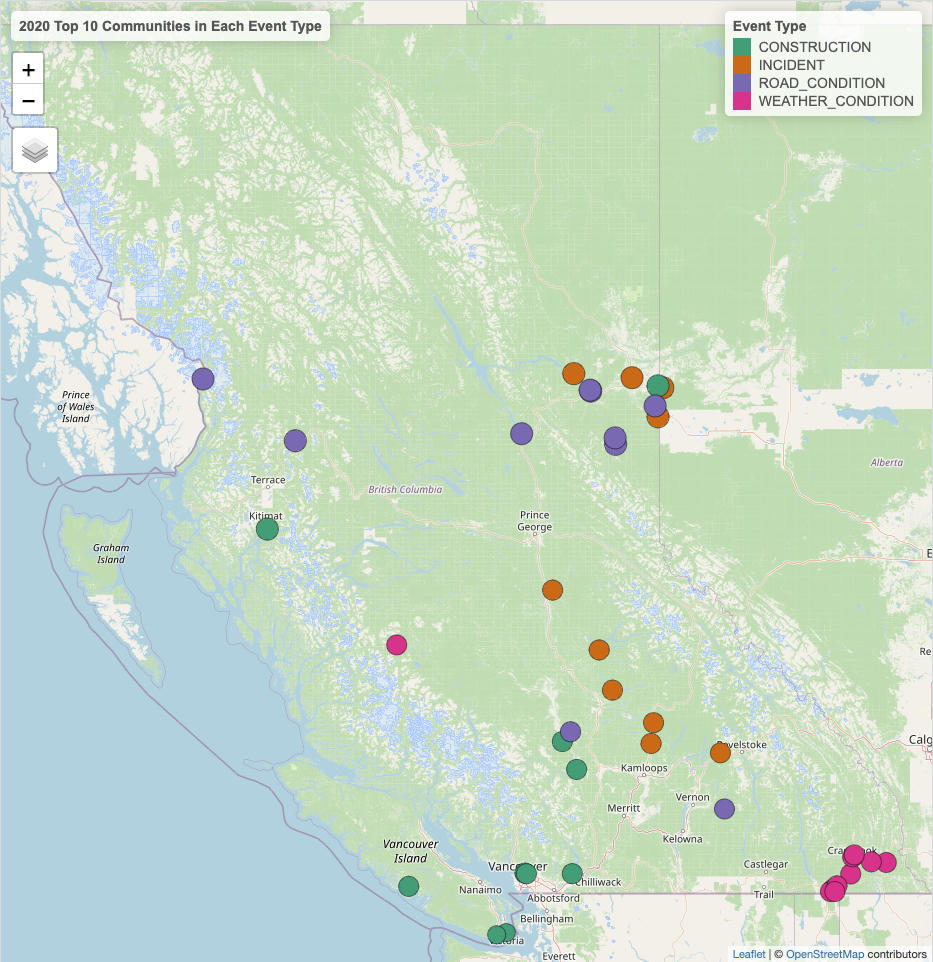 2020 Top 10 Communities in Each Event Type
+
−
Event Type
CONSTRUCTION
INCIDENT
ROAD_CONDITION
WEATHER_CONDITION
Prince
of Wales
Island
Terrace
British Columbia
Alberta
Kitimat
Prince
George
Graham
Island
E
Re
Calg
Revelstoke
Kamloops
Vernon
Merritt
Kelowna
Vancouver
Island
Cranbrook
Vancouver
Castlegar
Nanaimo
Chilliwack
Abbotsford
Trail
Bellingham
Victoria
Everett
Leaflet | © OpenStreetMap contributors